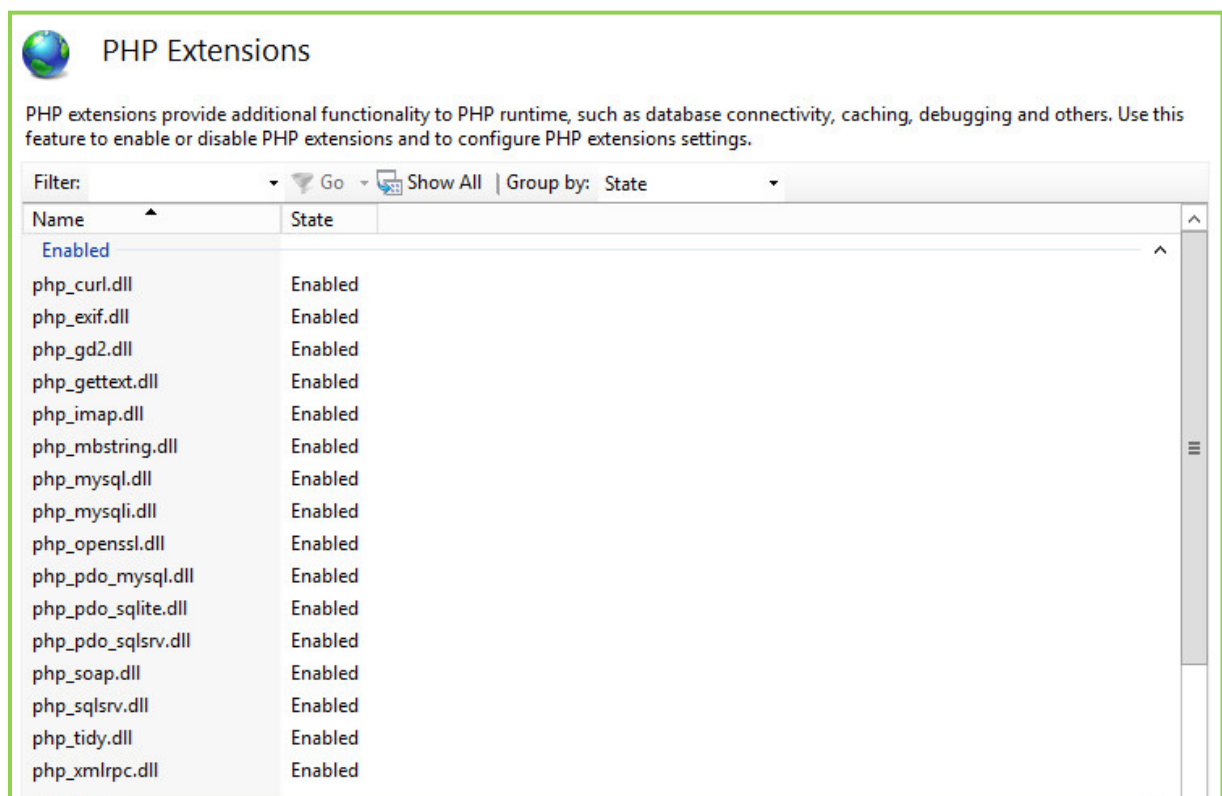 PHP Extensions
PHP extensions provide additional functionality to PHP runtime, such as database connectivity, caching, debugging and others. Use this
feature to enable or disable PHP extensions and to configure PHP extensions settings.
Filter: Go Show All | Group by: State
Name State
Enabled
php_curl.dll Enabled
php_exif.dll Enabled
php_gd2.dll Enabled
php_gettext.dll Enabled
php_imap.dll Enabled
php_mbstring.dll Enabled
php_mysql.dll Enabled
php_mysqli.dll Enabled
php_openssl.dll Enabled
php_pdo_mysql.dll Enabled
php_pdo_sqlite.dll Enabled
php_pdo_sqlsrv.dll Enabled
php_soap.dll Enabled
php_sqlsrv.dll Enabled
php_tidy.dll Enabled
php_xmlrpc.dll Enabled